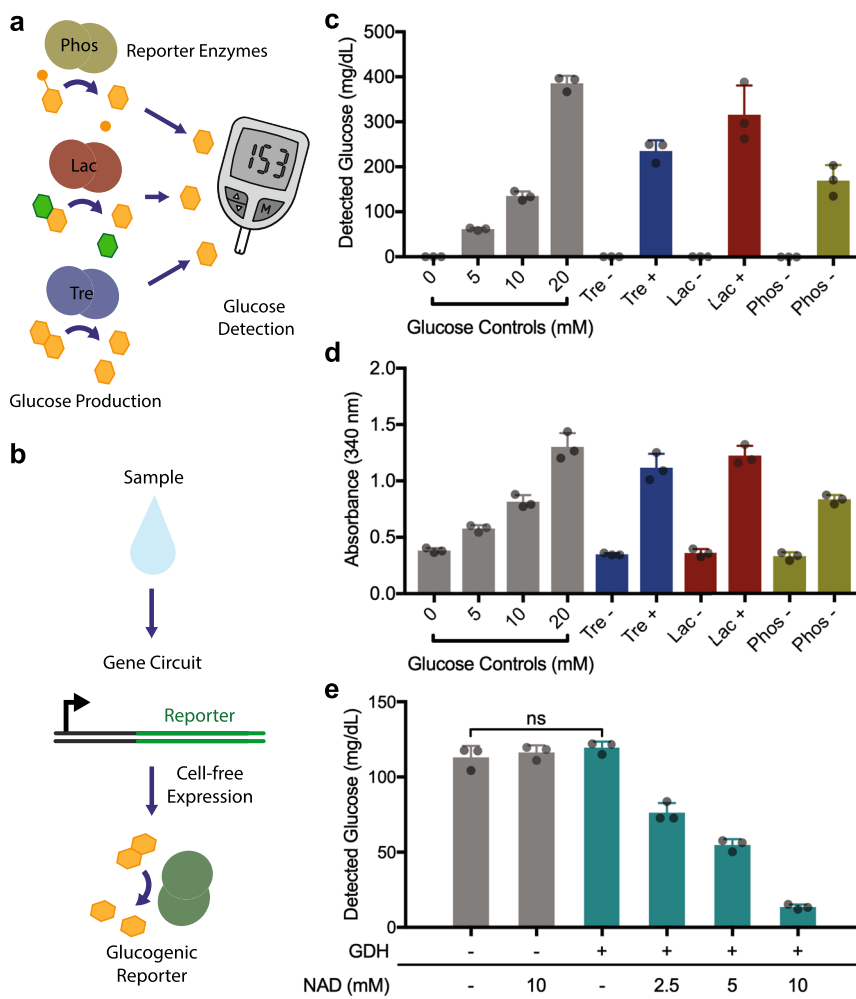 a
Phos
Reporter Enzymes
Lac
153
M
Tre
Glucose
Detection
Glucose Production
b
Sample
Gene Circuit
Reporter
Cell-free
Expression
Glucogenic
Reporter
c
Detected Glucose (mg/dL)
500
400
300
200
100
0
0 5 10 20 Tre - Tre + Lac - Lac + Phos - Phos -
Glucose Controls (mM)
d
Absorbance (340 nm)
2.0
1.5
1.0
0.5
0.0
0 5 10 20 Tre - Tre + Lac - Lac + Phos - Phos -
Glucose Controls (mM)
e
Detected Glucose (mg/dL)
150
100
50
0
ns
GDH - - + + + +
NAD (mM) - 10 - 2.5 5 10